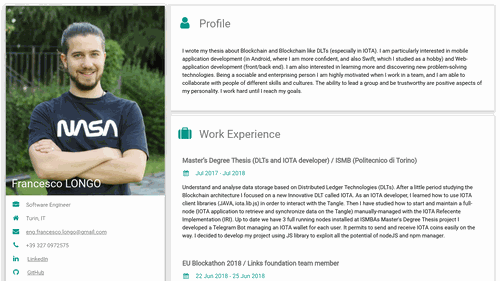 NASA
Francesco LONGO
Software Engineer
Turin, IT
eng.francesco.longo@gmail.com
+39 327 0972575
LinkedIn
GitHub
Profile
I wrote my thesis about Blockchain and Blockchain like DLTs (especially in IOTA). I am particularly interested in mobile
application development (in Android, where I am more confident, and also Swift, which I studied as a hobby) and Web-
application development (front/back end). I am also interested in learning more and discovering new problem-solving
technologies. Being a sociable and enterprising person I am highly motivated when I work in a team, and I am able to
collaborate with people of different skills and cultures. The ability to lead a group and be trustworthy are positive aspects of
my personality. I work hard until I reach my goals.
Work Experience
Master's Degree Thesis (DLTs and IOTA developer) / ISMB (Politecnico di Torino)
Jul 2017 - Jul 2018
Understand and analyse data storage based on Distributed Ledger Technologies (DLTs). After a little period studying the
Blockchain architecture I focused on a new Innovative DLT called IOTA. As an IOTA developer, I learned how to use IOTA
client libraries (JAVA, iota.lib.js) in order to interact with the Tangle. Then I have studied how to start and maintain a full-
node (IOTA application to retrieve and synchronize data on the Tangle) manually-managed with the IOTA Refecente
Implementation (IRI). Up to date we have 3 full running nodes installed at ISMBAs Master's Degree Thesis project I
developed a Telegram Bot managing an IOTA wallet for each user. It permits to send and receive IOTA coins easily on the
way. I decided to develop my project using JS library to exploit all the potential of nodeJS and npm manager.
EU Blockathon 2018 / Links foundation team member
22 Jun 2018 - 25 Jun 2018